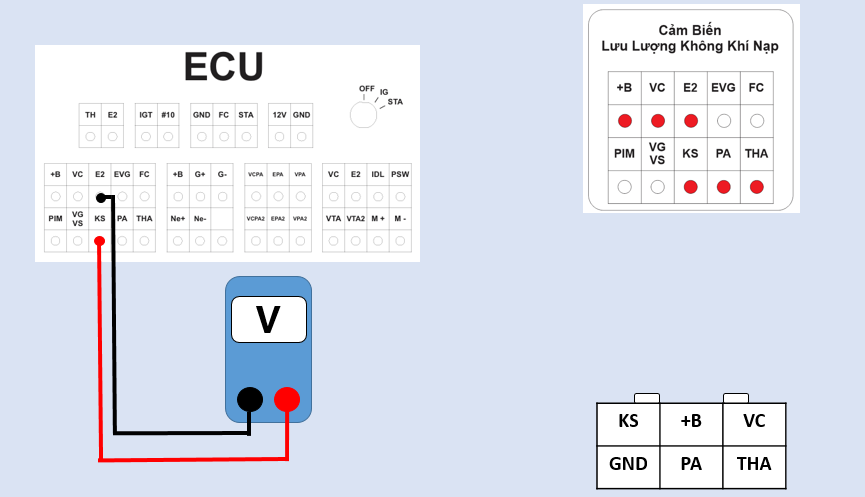 ECU
OFF IG
STA
TH E2 IGT #10 GND FC STA 12V GND
+B VC E2 EVG FC +B G+ G- VCPA EPA VPA VC E2 IDL PSW
PIM VG VS KS PA THA Ne+ Ne- VCPA2 EPA2 VPA2 VTA VTA2 M + M -
V
Cảm Biến
Lưu Lượng Không Khí Nạp
+B VC E2 EVG FC
PIM VG VS KS PA THA
KS +B VC
GND PA THA